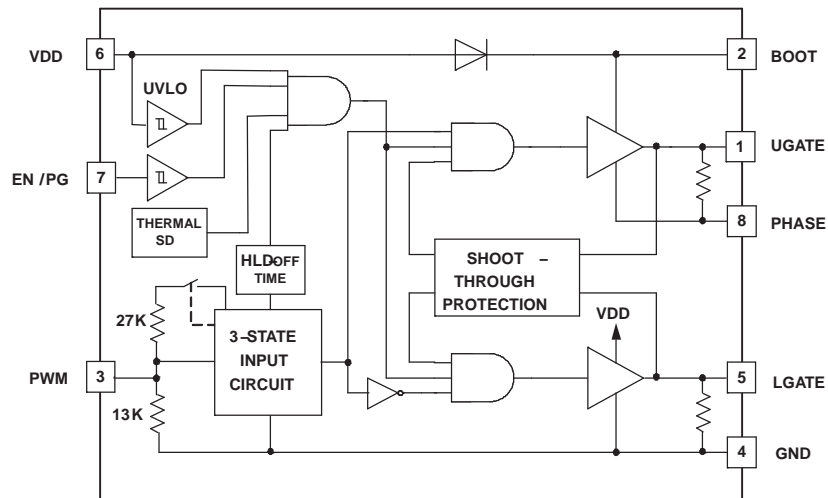 VDD
6
2
BOOT
UVLO
1
UGATE
EN /PG
7
THERMAL
SD
8
PHASE
HLD-OFF
TIME
SHOOT –
THROUGH
PROTECTION
27K
3–STATE
INPUT
CIRCUIT
VDD
PWM
3
5
LGATE
13K
4
GND